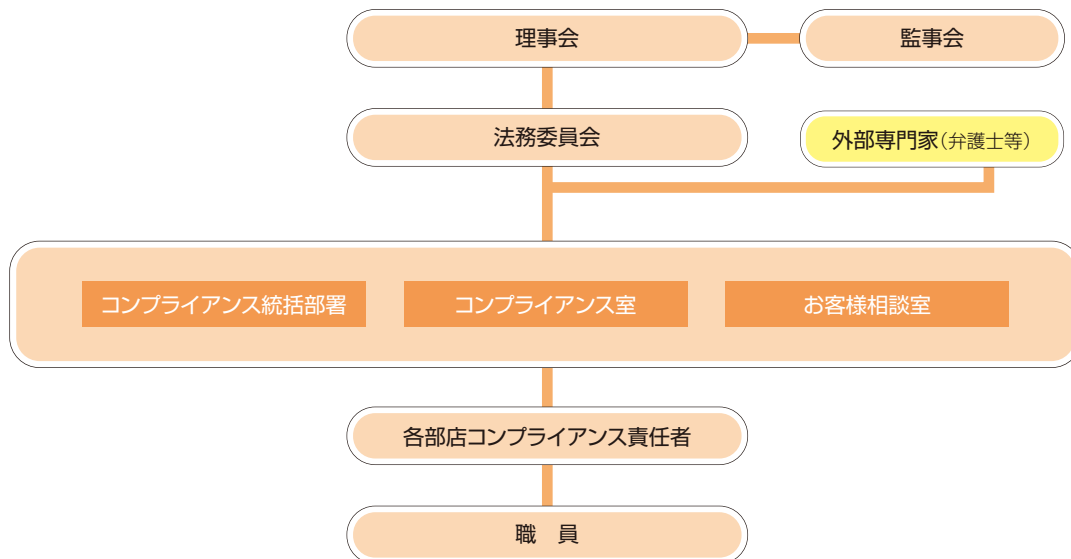 理事会
監事会
法務委員会
外部専門家(弁護士等)
コンプライアンス統括部署
コンプライアンス室
お客様相談室
各部店コンプライアンス責任者
職　員